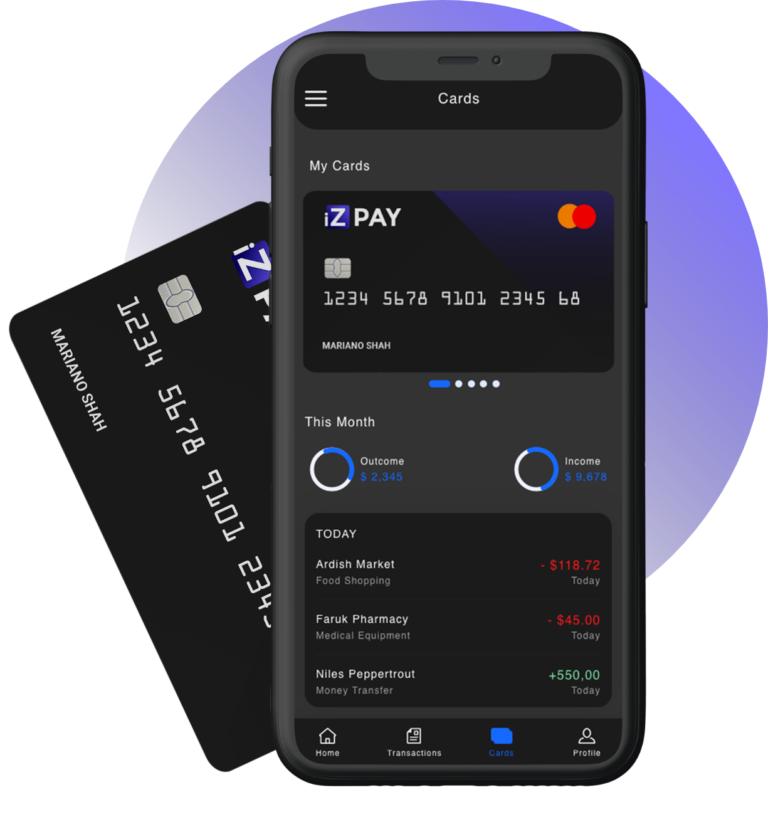 Cards
My Cards
iZ PAY
1234 5678 9101 2345 68
MARIANO SHAH
This Month
Outcome
$ 2,345
Income
$ 9,678
TODAY
Ardish Market
- $118.72
Food Shopping
Today
Faruk Pharmacy
- $45.00
Medical Equipment
Today
Niles Peppertrout
+550,00
Money Transfer
Today
Home
Transactions
Cards
Profile
iZ
1234 5678 9101 2345
MARIANO SHAH